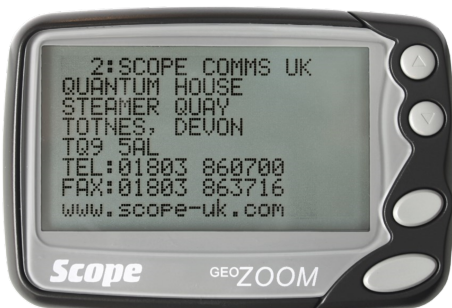 2:SCOPE COMMS UK
QUANTUM HOUSE
STEAMER QUAY
TOTNES, DEVON
TQ9 5AL
TEL:01803 860700
FAX:01803 863716
www.scope-uk.com
Scope GEOZOOM